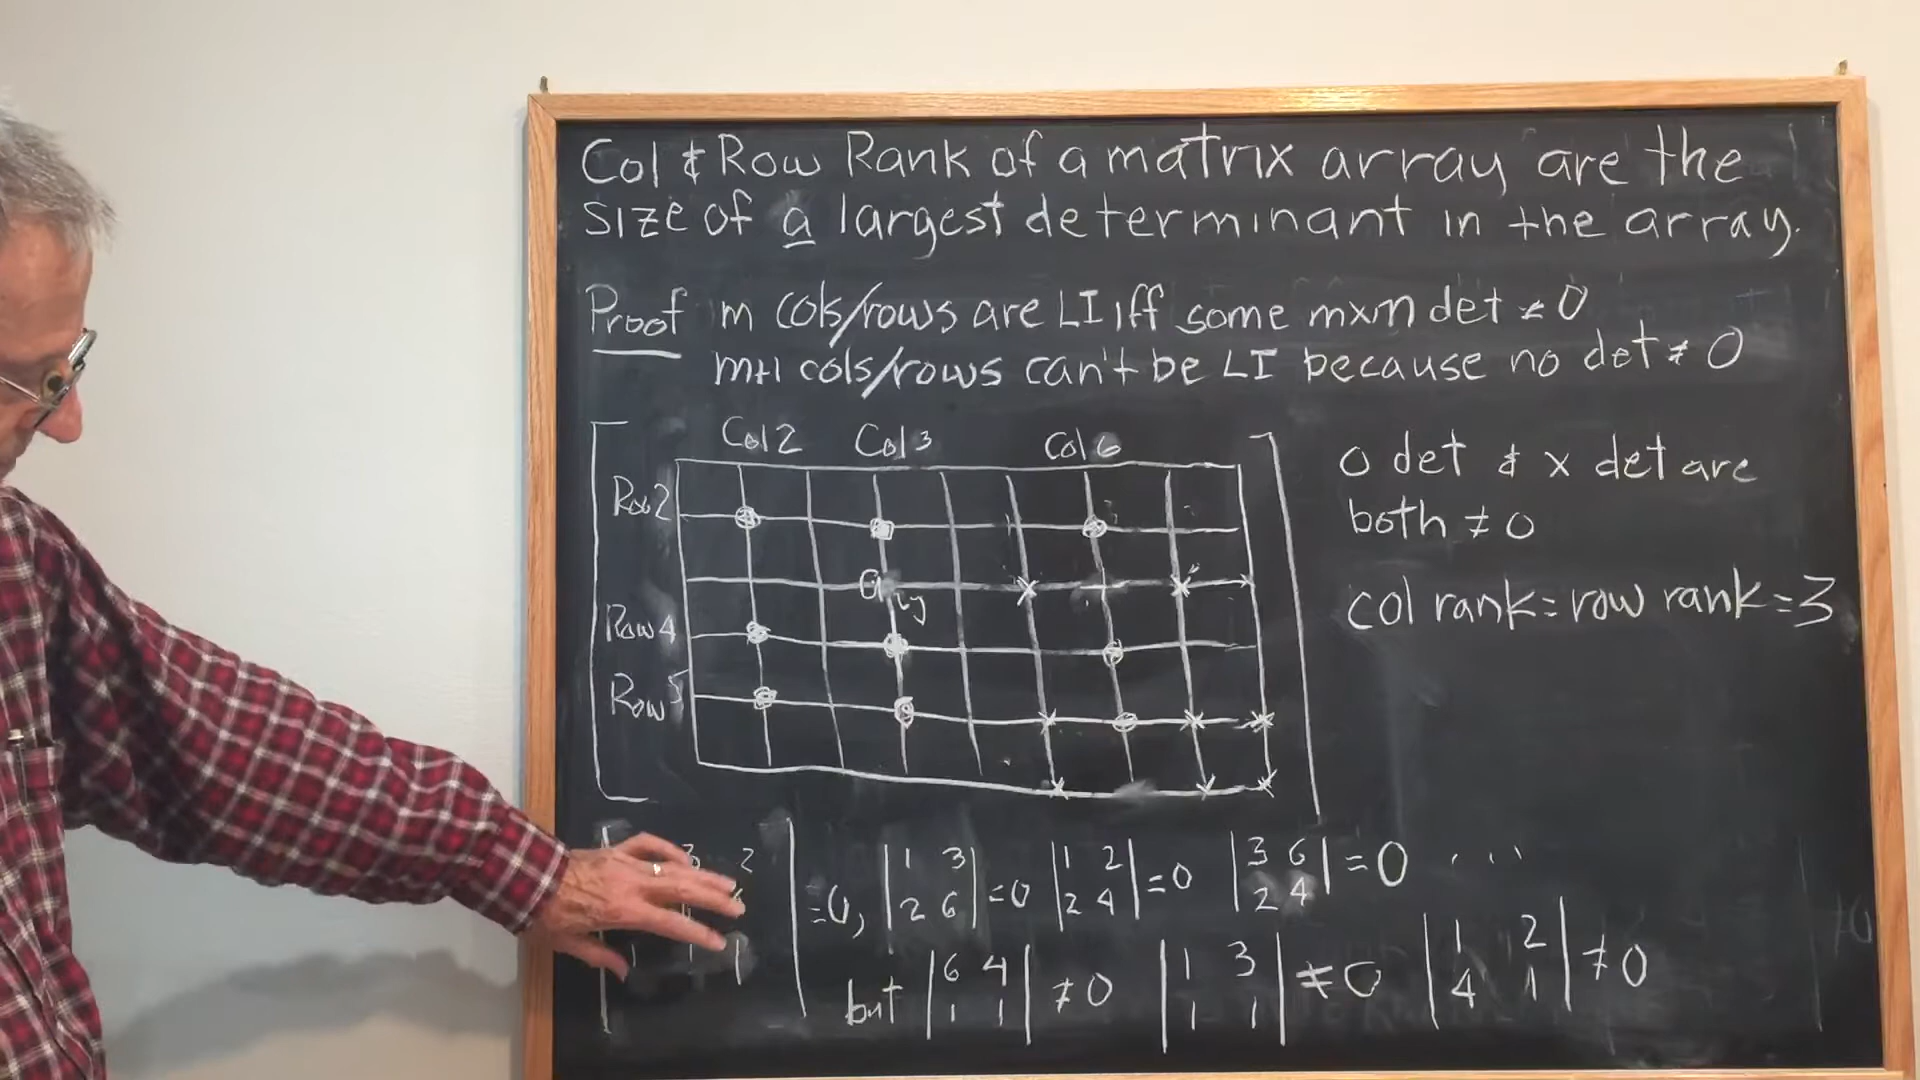 Col & Row Rank of a matrix array are the
size of a largest determinant in the array.
Proof m cols/rows are LI iff some mxm det ≠ 0
m+1 cols/rows can't be LI because no det ≠ 0
Col 2 Col 3 Col 6
Row 2
Row 4
Row 5
O det & x det are
both ≠ 0
col rank = row rank = 3
3 2
1 1 1
= 0, |1 3| = 0 |1 2| = 0 |3 6| = 0 ...
|2 6| |2 4| |2 4|
but |6 4| ≠ 0 |1 3| ≠ 0 |1 2| ≠ 0
|1 1| |1 1| |4 1|